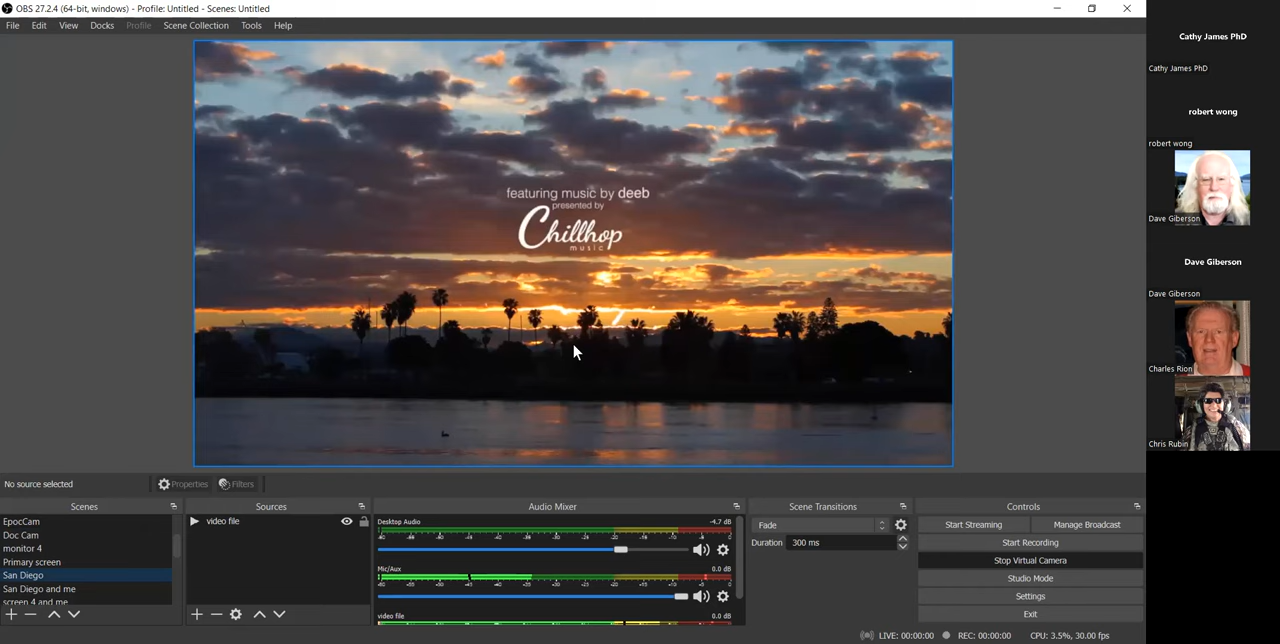 OBS 27.2.4 (64-bit, windows) - Profile: Untitled - Scenes: Untitled
File Edit View Docks Profile Scene Collection Tools Help
featuring music by deeb
presented by
Chillhop
music
Cathy James PhD
Cathy James PhD
robert wong
robert wong
Dave Giberson
Dave Giberson
Dave Giberson
Charles Rion
Chris Rubin
No source selected
Properties Filters
Scenes
EpocCam
Doc Cam
monitor 4
Primary screen
San Diego
San Diego and me
screen 4 and me
Sources
video file
Audio Mixer
Desktop Audio -4.7 dB
Mic/Aux 0.0 dB
video file 0.0 dB
Scene Transitions
Fade
Duration 300 ms
Controls
Start Streaming Manage Broadcast
Start Recording
Stop Virtual Camera
Studio Mode
Settings
Exit
LIVE: 00:00:00 REC: 00:00:00 CPU: 3.5%, 30.00 fps